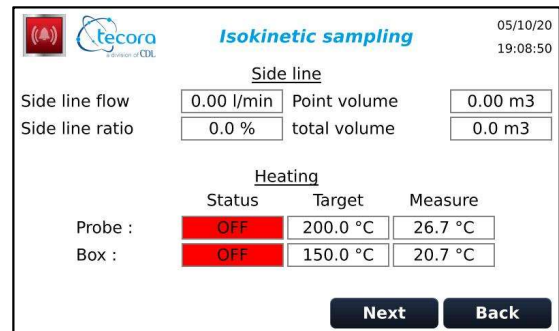 tecora
a division of CDL
Isokinetic sampling
05/10/20
19:08:50
Side line
Side line flow 0.00 l/min Point volume 0.00 m3
Side line ratio 0.0 % total volume 0.0 m3
Heating
Status Target Measure
Probe : OFF 200.0 °C 26.7 °C
Box : OFF 150.0 °C 20.7 °C
Next Back